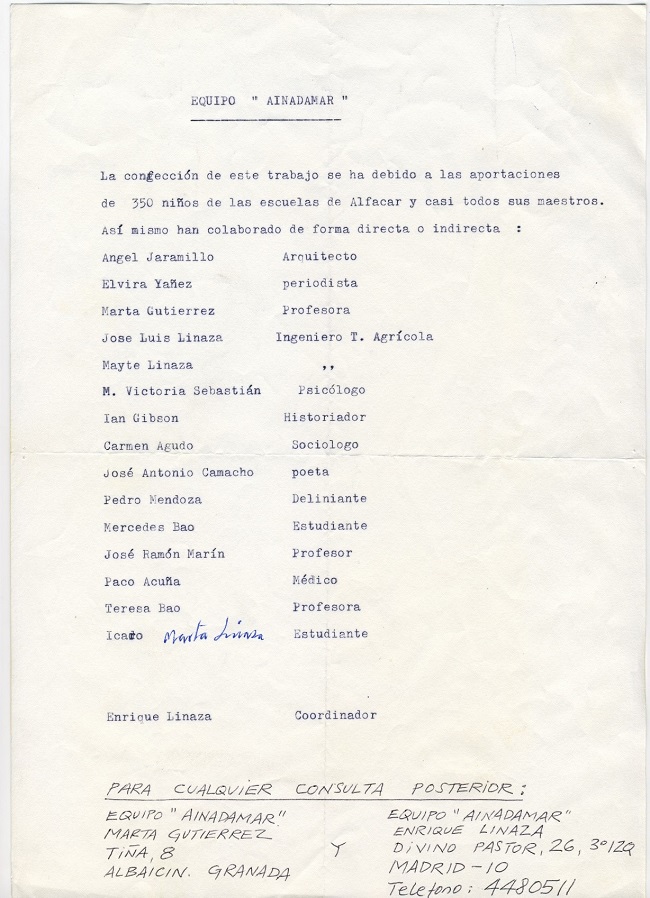 EQUIPO " AINADAMAR "
La confección de este trabajo se ha debido a las aportaciones
de 350 niños de las escuelas de Alfacar y casi todos sus maestros.
Así mismo han colaborado de forma directa o indirecta :
Angel Jaramillo Arquitecto
Elvira Yañez periodista
Marta Gutierrez Profesora
Jose Luis Linaza Ingeniero T. Agrícola
Mayte Linaza ,,
M. Victoria Sebastián Psicólogo
Ian Gibson Historiador
Carmen Agudo Sociologo
José Antonio Camacho poeta
Pedro Mendoza Deliniante
Mercedes Bao Estudiante
José Ramón Marín Profesor
Paco Acuña Médico
Teresa Bao Profesora
Icaro Marta Linaza Estudiante
Enrique Linaza Coordinador
PARA CUALQUIER CONSULTA POSTERIOR:
EQUIPO "AINADAMAR"
MARTA GUTIERREZ
TIÑA, 8
ALBAICIN. GRANADA
Y
EQUIPO "AINADAMAR"
ENRIQUE LINAZA
DIVINO PASTOR, 26, 3º IZQ
MADRID-10
Telefono: 4480511